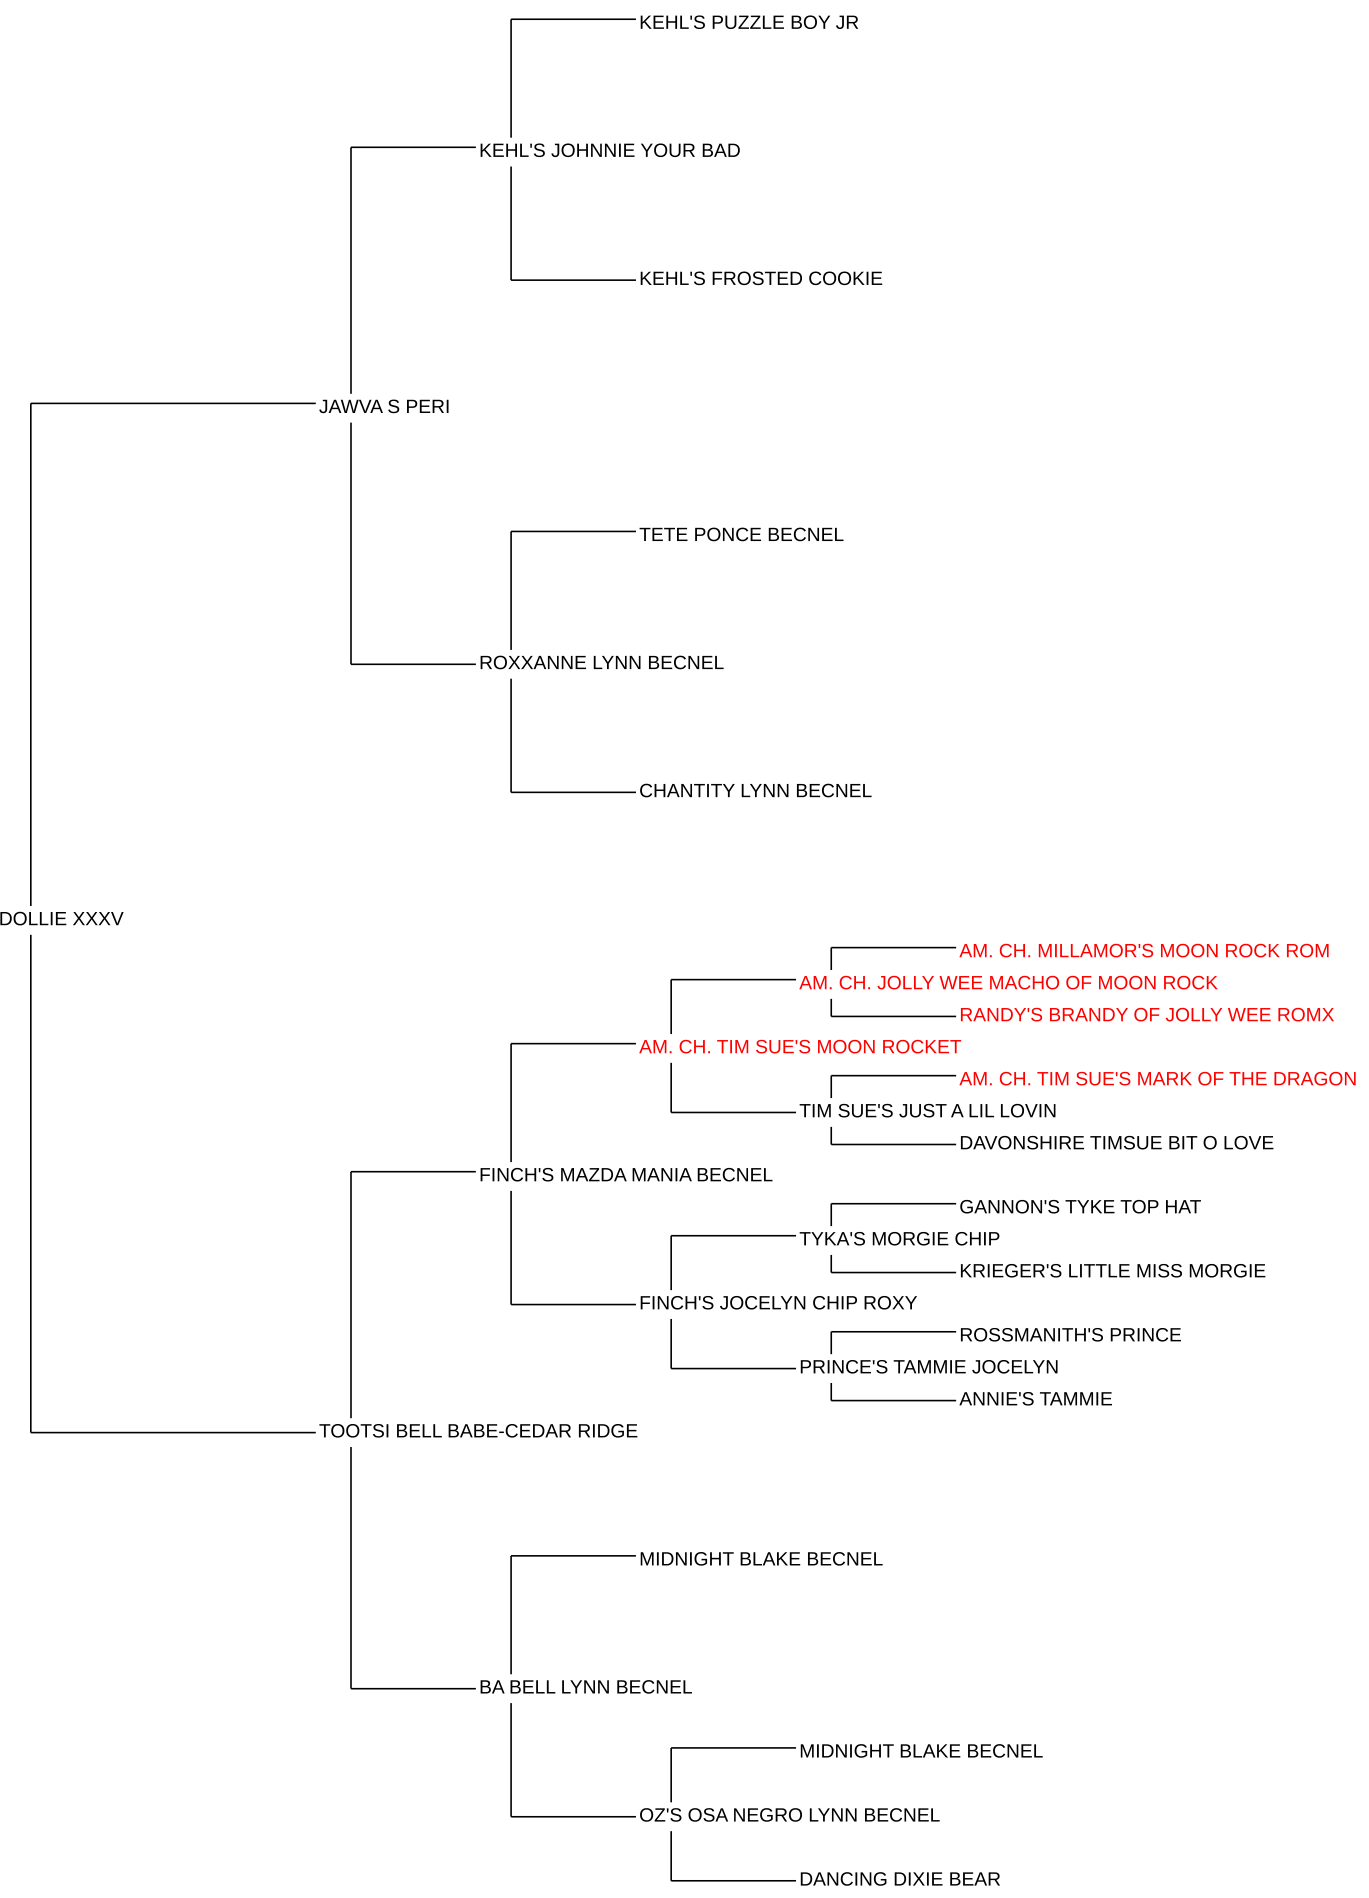 KEHL'S PUZZLE BOY JR
KEHL'S JOHNNIE YOUR BAD
KEHL'S FROSTED COOKIE
JAWVA S PERI
TETE PONCE BECNEL
ROXXANNE LYNN BECNEL
CHANTITY LYNN BECNEL
DOLLIE XXXV
AM. CH. MILLAMOR'S MOON ROCK ROM
AM. CH. JOLLY WEE MACHO OF MOON ROCK
RANDY'S BRANDY OF JOLLY WEE ROMX
AM. CH. TIM SUE'S MOON ROCKET
AM. CH. TIM SUE'S MARK OF THE DRAGON
TIM SUE'S JUST A LIL LOVIN
DAVONSHIRE TIMSUE BIT O LOVE
FINCH'S MAZDA MANIA BECNEL
GANNON'S TYKE TOP HAT
TYKA'S MORGIE CHIP
KRIEGER'S LITTLE MISS MORGIE
FINCH'S JOCELYN CHIP ROXY
ROSSMANITH'S PRINCE
PRINCE'S TAMMIE JOCELYN
ANNIE'S TAMMIE
TOOTSI BELL BABE-CEDAR RIDGE
MIDNIGHT BLAKE BECNEL
BA BELL LYNN BECNEL
MIDNIGHT BLAKE BECNEL
OZ'S OSA NEGRO LYNN BECNEL
DANCING DIXIE BEAR